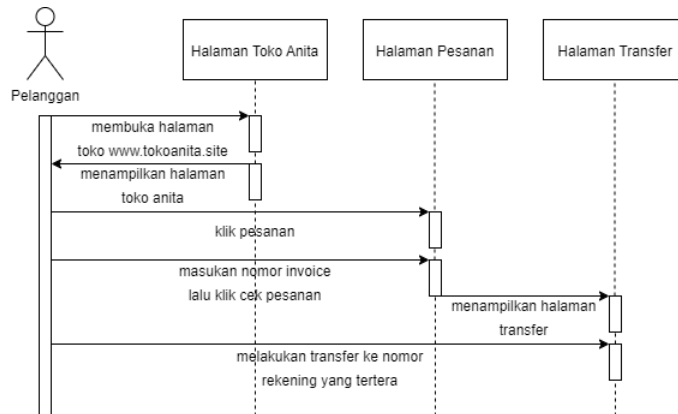 Halaman Toko Anita
Halaman Pesanan
Halaman Transfer
Pelanggan
membuka halaman
toko www.tokoanita.site
menampilkan halaman
toko anita
klik pesanan
masukan nomor invoice
lalu klik cek pesanan
menampilkan halaman
transfer
melakukan transfer ke nomor
rekening yang tertera